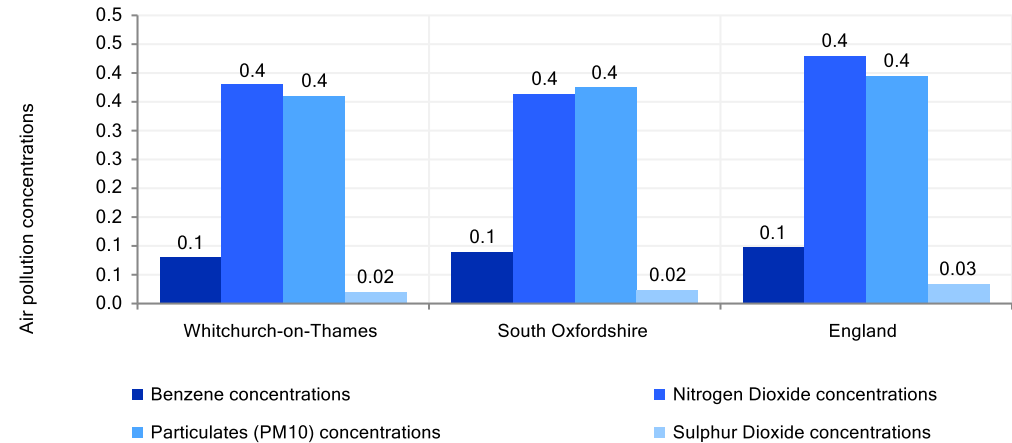 0.5
0.5
0.4
0.4
0.3
0.3
0.2
0.2
0.1
0.1
0.0
Air pollution concentrations
0.1
0.4
0.4
0.02
0.1
0.4
0.4
0.02
0.1
0.4
0.4
0.03
Whitchurch-on-Thames
South Oxfordshire
England
Benzene concentrations
Nitrogen Dioxide concentrations
Particulates (PM10) concentrations
Sulphur Dioxide concentrations